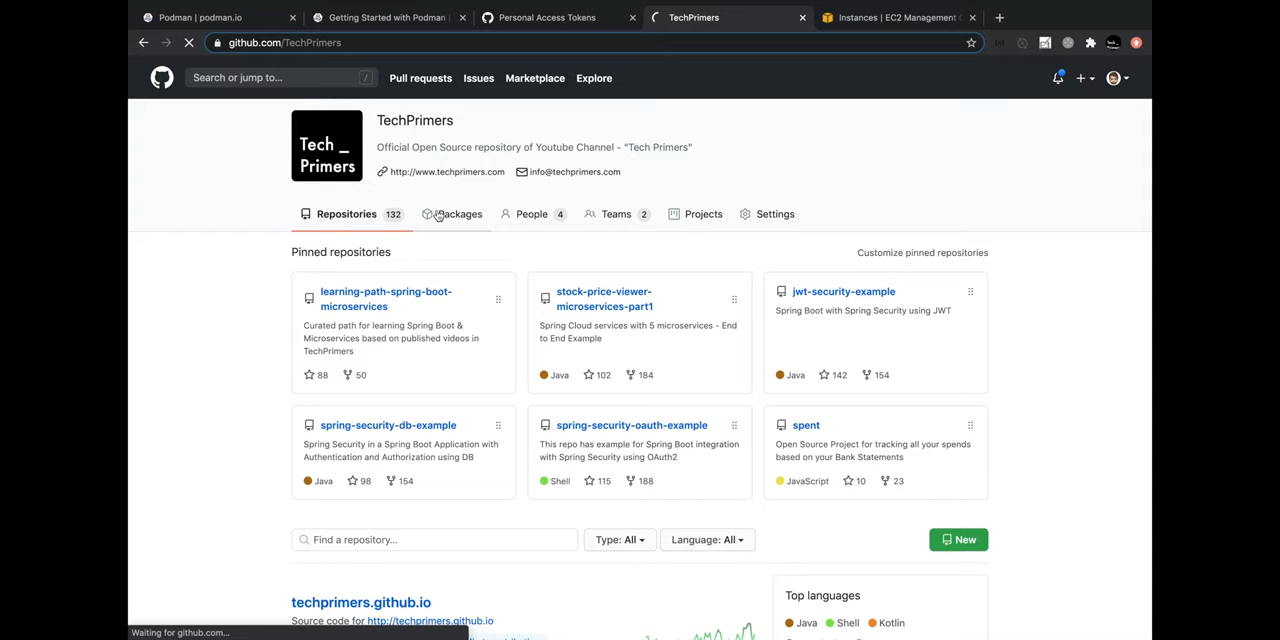 Podman | podman.io
Getting Started with Podman
Personal Access Tokens
TechPrimers
Instances | EC2 Management
github.com/TechPrimers
Search or jump to...
/
Pull requests
Issues
Marketplace
Explore
Tech _
Primers
TechPrimers
Official Open Source repository of Youtube Channel - "Tech Primers"
http://www.techprimers.com
info@techprimers.com
Repositories 132
Packages
People 4
Teams 2
Projects
Settings
Pinned repositories
Customize pinned repositories
learning-path-spring-boot-
microservices
Curated path for learning Spring Boot &
Microservices based on published videos in
TechPrimers
88 50
stock-price-viewer-
microservices-part1
Spring Cloud services with 5 microservices - End
to End Example
Java 102 184
jwt-security-example
Spring Boot with Spring Security using JWT
Java 142 154
spring-security-db-example
Spring Security in a Spring Boot Application with
Authentication and Authorization using DB
Java 98 154
spring-security-oauth-example
This repo has example for Spring Boot integration
with Spring Security using OAuth2
Shell 115 188
spent
Open Source Project for tracking all your spends
based on your Bank Statements
JavaScript 10 23
Find a repository...
Type: All
Language: All
New
techprimers.github.io
Source code for http://techprimers.github.io
Top languages
Java Shell Kotlin
Waiting for github.com...